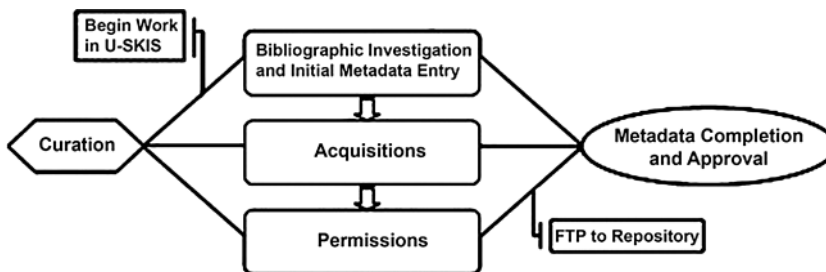 Begin Work
in U-SKIS
Bibliographic Investigation
and Initial Metadata Entry
Curation
Acquisitions
Metadata Completion
and Approval
Permissions
FTP to Repository